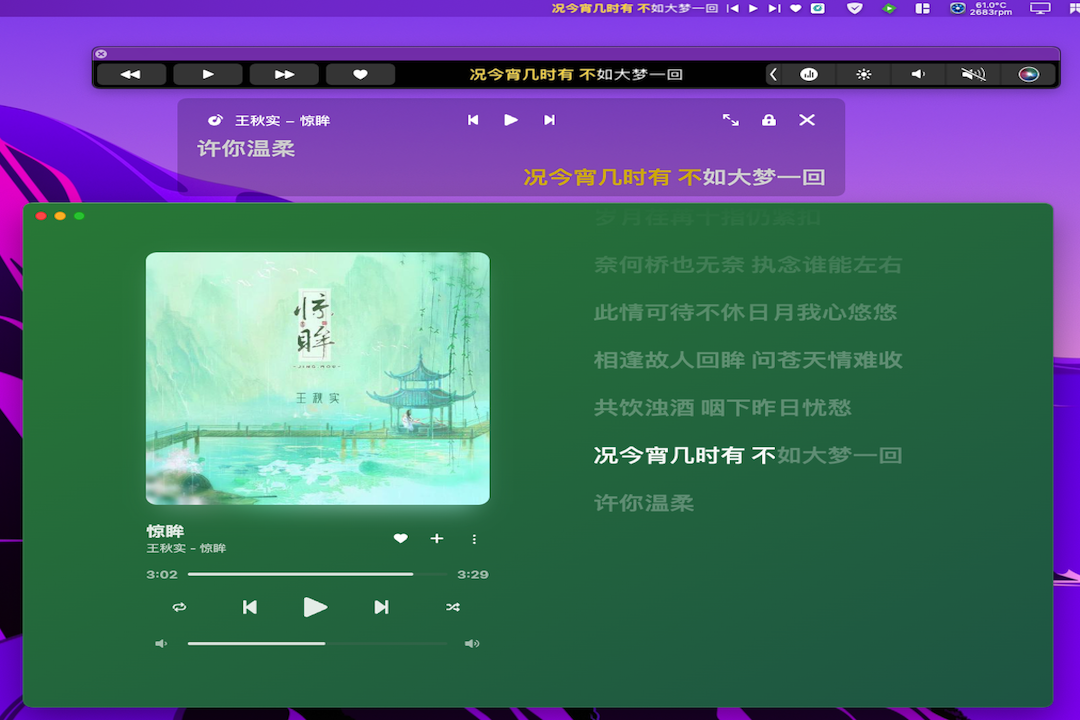 况今宵几时有 不如大梦一回
61.0°C
2683rpm
况今宵几时有 不如大梦一回
王秋实 – 惊眸
许你温柔
况今宵几时有 不如大梦一回
奈何桥也无奈 执念谁能左右
此情可待不休日月我心悠悠
相逢故人回眸 问苍天情难收
共饮浊酒 咽下昨日忧愁
况今宵几时有 不如大梦一回
许你温柔
惊眸
王秋实
惊眸
王秋实 – 惊眸
3:02
3:29